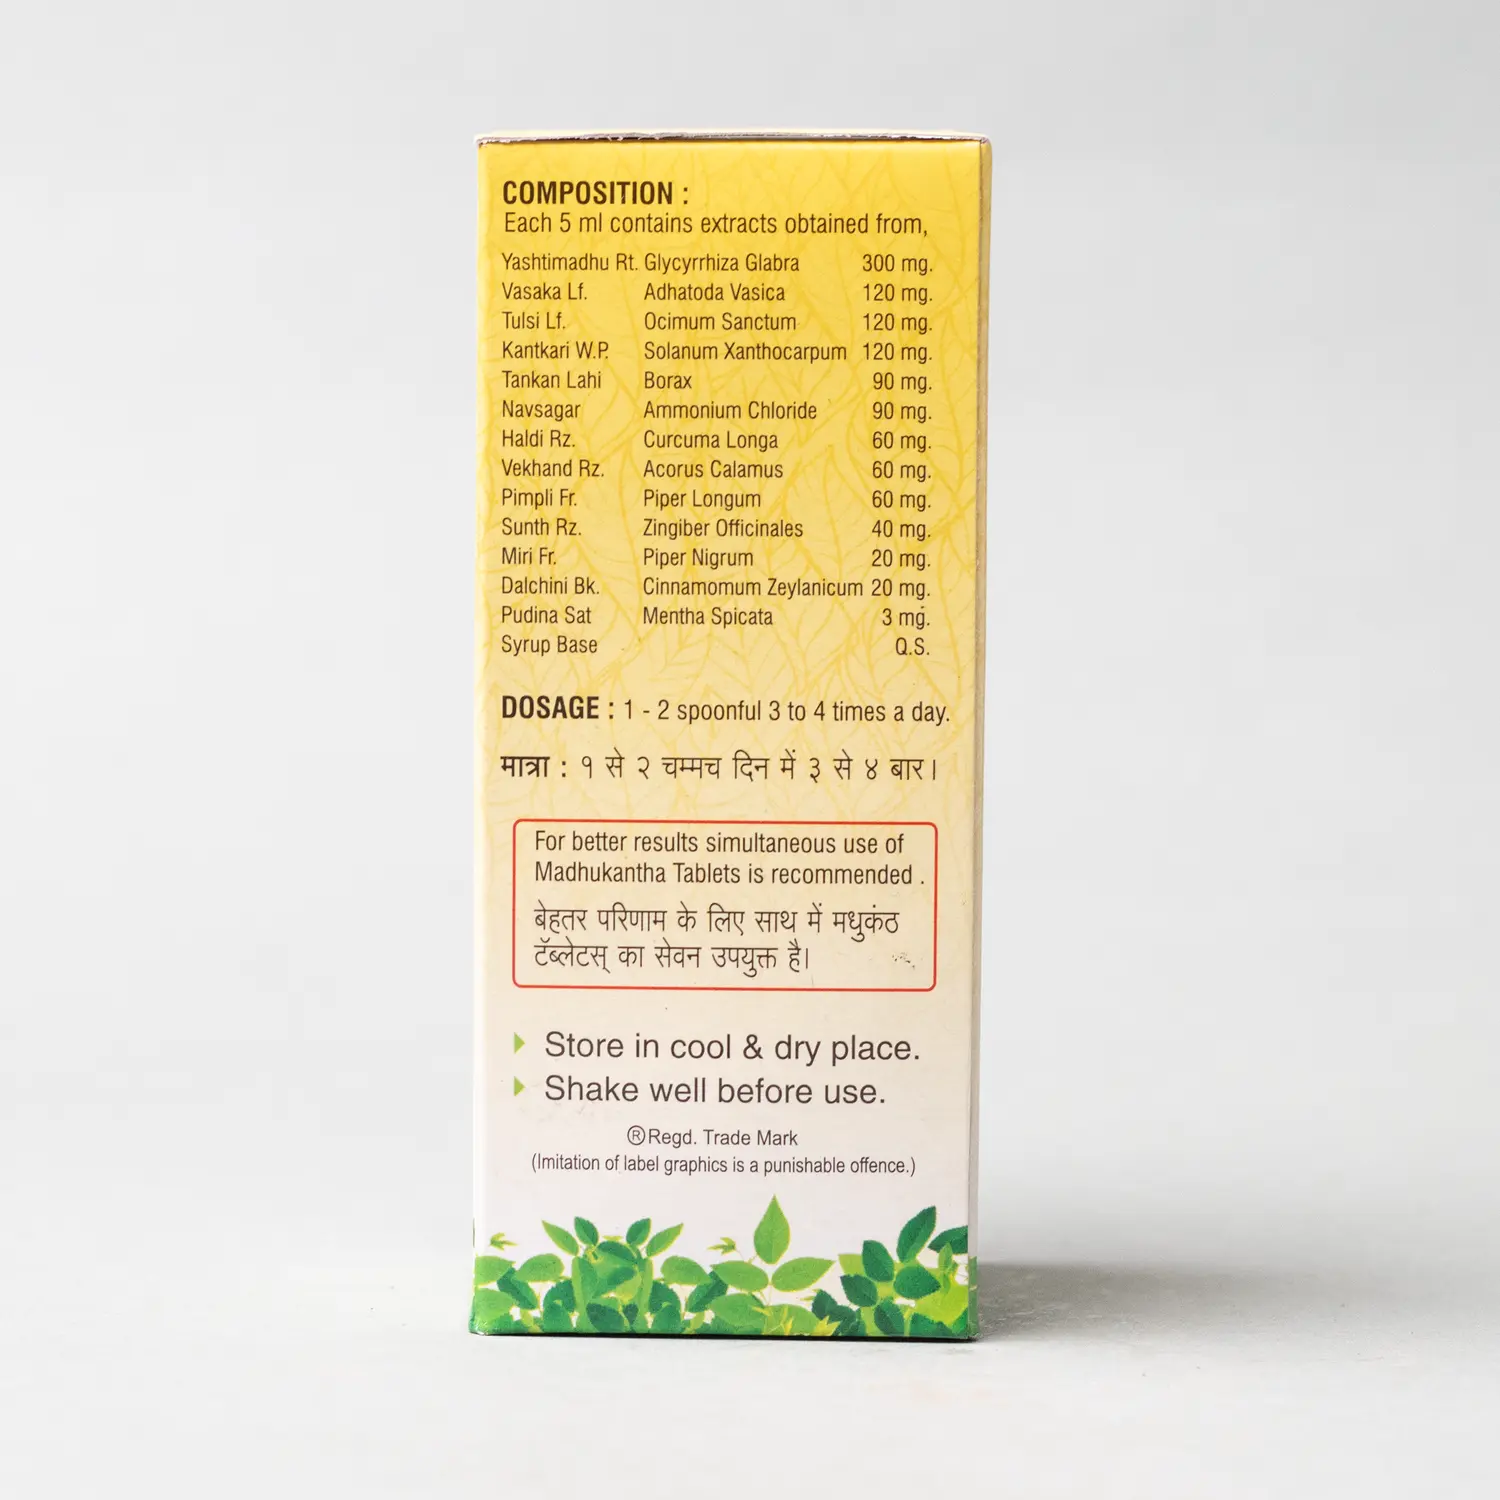 COMPOSITION :
Each 5 ml contains extracts obtained from,
Yashtimadhu Rt. Glycyrrhiza Glabra 300 mg.
Vasaka Lf. Adhatoda Vasica 120 mg.
Tulsi Lf. Ocimum Sanctum 120 mg.
Kantkari W.P. Solanum Xanthocarpum 120 mg.
Tankan Lahi Borax 90 mg.
Navsagar Ammonium Chloride 90 mg.
Haldi Rz. Curcuma Longa 60 mg.
Vekhand Rz. Acorus Calamus 60 mg.
Pimpli Fr. Piper Longum 60 mg.
Sunth Rz. Zingiber Officinales 40 mg.
Miri Fr. Piper Nigrum 20 mg.
Dalchini Bk. Cinnamomum Zeylanicum 20 mg.
Pudina Sat Mentha Spicata 3 mg.
Syrup Base Q.S.
DOSAGE : 1 - 2 spoonful 3 to 4 times a day.
मात्रा : १ से २ चम्मच दिन में ३ से ४ बार।
For better results simultaneous use of
Madhukantha Tablets is recommended .
बेहतर परिणाम के लिए साथ में मधुकंठ
टॅब्लेटस् का सेवन उपयुक्त है।
Store in cool & dry place.
Shake well before use.
®Regd. Trade Mark
(Imitation of label graphics is a punishable offence.)